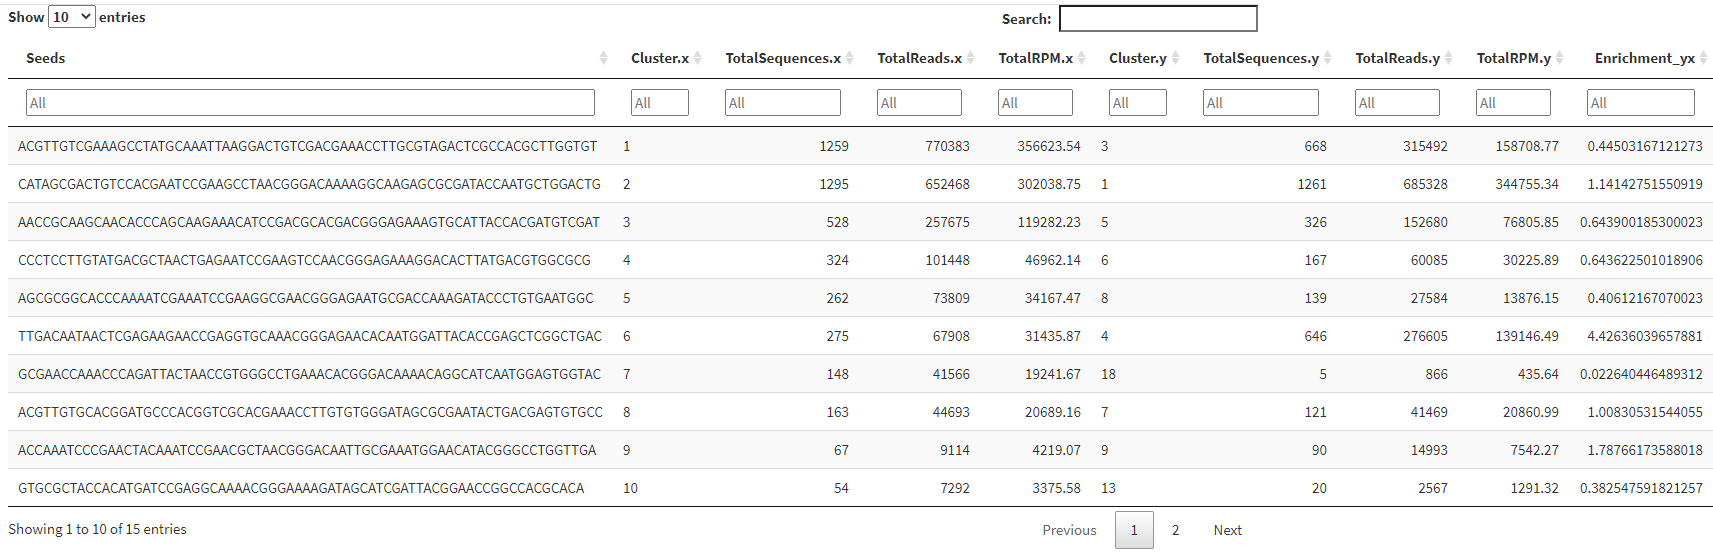 Show 10 entries Search:
Seeds Cluster.x TotalSequences.x TotalReads.x TotalRPM.x Cluster.y TotalSequences.y TotalReads.y TotalRPM.y Enrichment_yx
All All All All All All All All All All
ACGTTGTCGAAAGCCTATGCAAATTAAGGACTGTCGACGAAACCTTGCGTAGACTCGCCACGCTTGGTGT 1 1259 770383 356623.54 3 668 315492 158708.77 0.44503167121273
CATAGCGACTGTCCACGAATCCGAAGCCTAACGGGACAAAAGGCAAGAGCGCGATACCAATGCTGGACTG 2 1295 652468 302038.75 1 1261 685328 344755.34 1.14142751550919
AACCGCAAGCAACACCCAGCAAGAAACATCCGACGCACGACGGGAGAAAGTGCATTACCACGATGTCGAT 3 528 257675 119282.23 5 326 152680 76805.85 0.643900185300023
CCCTCCTTGTATGACGCTAACTGAGAATCCGAAGTCCAACGGGAGAAAGGACACTTATGACGTGGCGCG 4 324 101448 46962.14 6 167 60085 30225.89 0.643622501018906
AGCGCGGCACCCAAAATCGAAATCCGAAGGCGAACGGGAGAATGCGACCAAAGATACCCTGTGAATGGC 5 262 73809 34167.47 8 139 27584 13876.15 0.40612167070023
TTGACAATAACTCGAGAAGAACCGAGGTGCAAACGGGAGAACACAATGGATTACACCGAGCTCGGCTGAC 6 275 67908 31435.87 4 646 276605 139146.49 4.42636039657881
GCGAACCAAACCCAGATTACTAACCGTGGGCCTGAAACACGGGACAAAACAGGCATCAATGGAGTGGTAC 7 148 41566 19241.67 18 5 866 435.64 0.022640446489312
ACGTTGTGCACGGATGCCCACGGTCGCACGAAACCTTGTGTGGGATAGCGCGAATACTGACGAGTGTGCC 8 163 44693 20689.16 7 121 41469 20860.99 1.00830531544055
ACCAAATCCCGAACTACAAATCCGAACGCTAACGGGACAATTGCGAAATGGAACATACGGGCCTGGTTGA 9 67 9114 4219.07 9 90 14993 7542.27 1.78766173588018
GTGCGCTACCACATGATCCGAGGCAAAACGGGAAAAGATAGCATCGATTACGGAACCGGCCACGCACA 10 54 7292 3375.58 13 20 2567 1291.32 0.382547591821257
Showing 1 to 10 of 15 entries Previous 1 2 Next